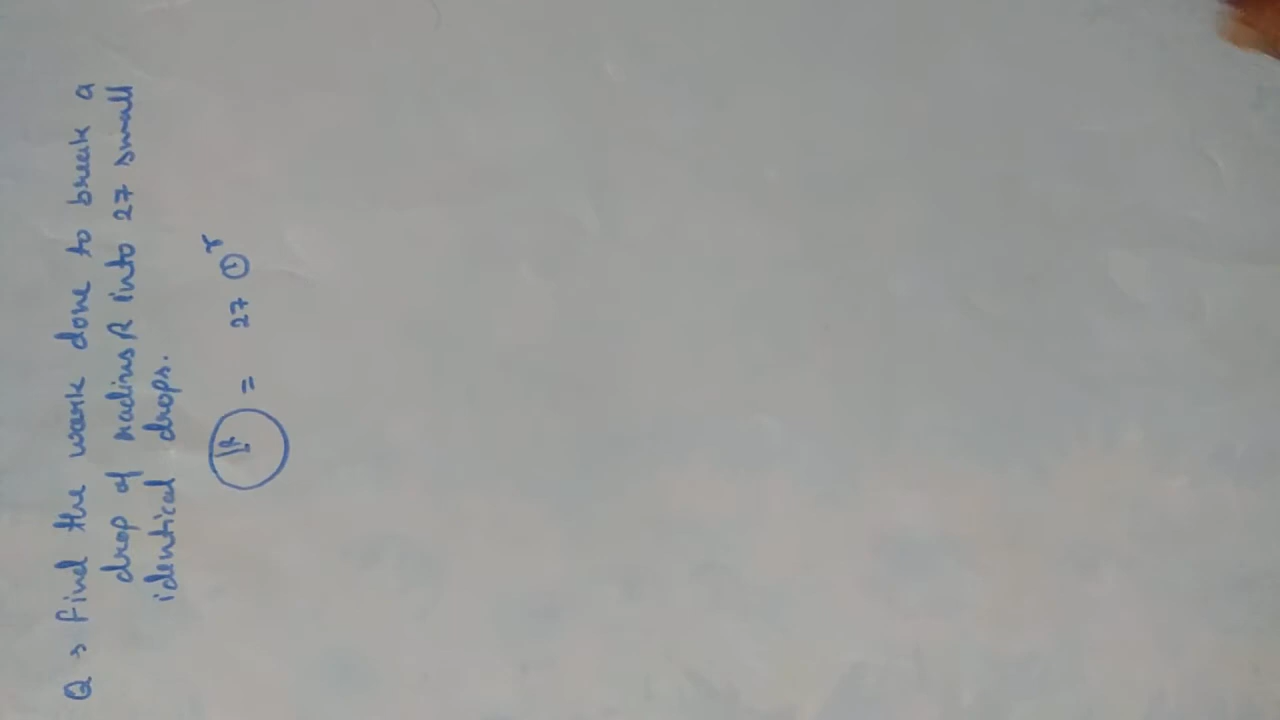 Q → find the work done to break a
drop of radius R into 27 small
identical drops.
R = 27 r